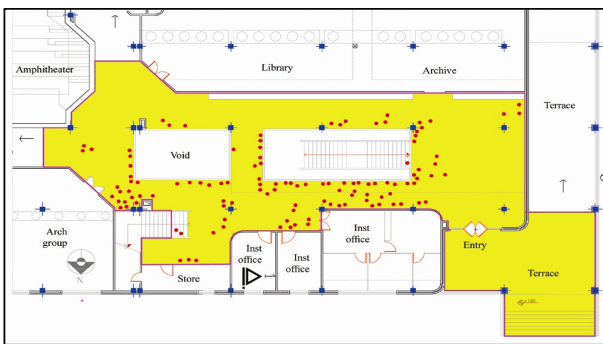 Amphitheater
Library
Archive
Terrace
Void
Arch
group
N
Store
Inst
office
Inst
office
Inst
office
Entry
Terrace